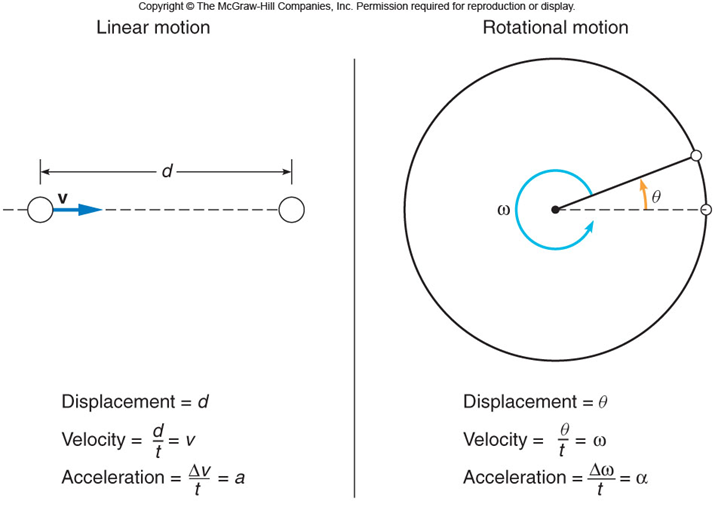 Copyright © The McGraw-Hill Companies, Inc. Permission required for reproduction or display.
Linear motion
d
v
Displacement = d
Velocity = d/t = v
Acceleration = Δv/t = a
Rotational motion
θ
ω
Displacement = θ
Velocity = θ/t = ω
Acceleration = Δω/t = α